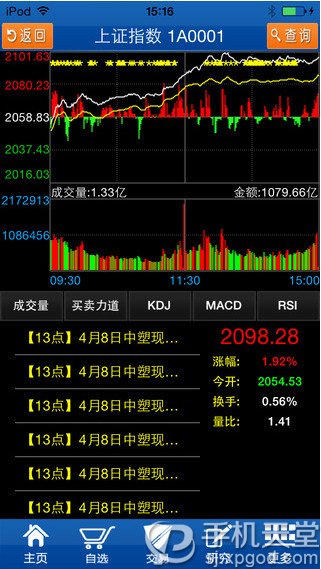 iPod 15:16
返回 上证指数 1A0001 查询
2101.63
2080.23
2058.83
2037.43
2016.03
成交量:1.33亿 金额:1079.66亿
2172913
1086456
09:30 11:30 15:00
成交量 买卖力道 KDJ MACD RSI
【13点】4月8日中塑现...
【13点】4月8日中塑现...
【13点】4月8日中塑现...
【13点】4月8日中塑现...
【13点】4月8日中塑现...
【13点】4月8日中塑现...
2098.28
涨幅: 1.92%
今开: 2054.53
换手: 0.56%
量比: 1.41
主页 自选 交易 研究 更多
手机天堂
xpgod.com